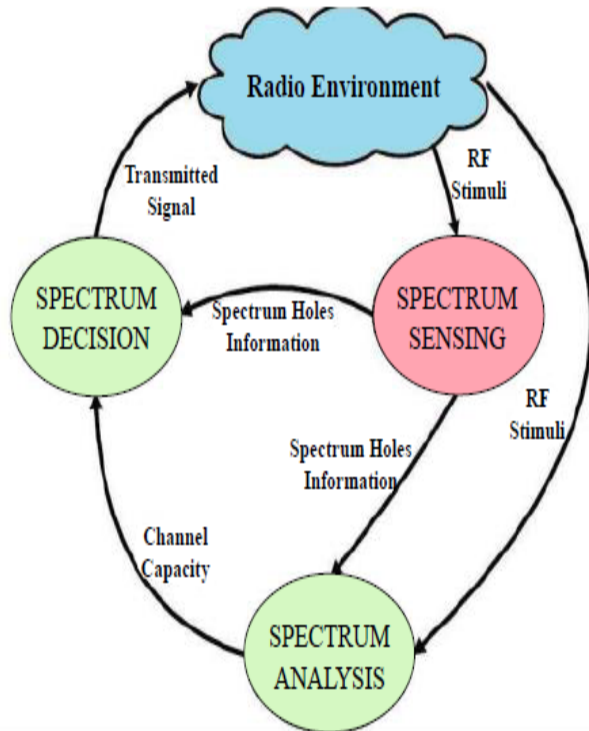 Radio Environment
RF
Stimuli
Transmitted
Signal
SPECTRUM
DECISION
Spectrum Holes
Information
SPECTRUM
SENSING
RF
Stimuli
Spectrum Holes
Information
Channel
Capacity
SPECTRUM
ANALYSIS